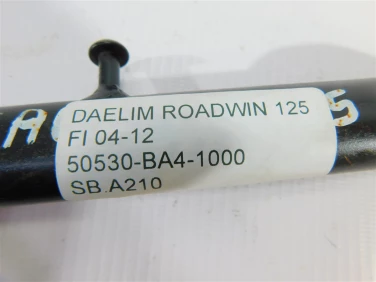 DAELIM ROADWIN 125
FI 04-12
50530-BA4-1000
SB.A210